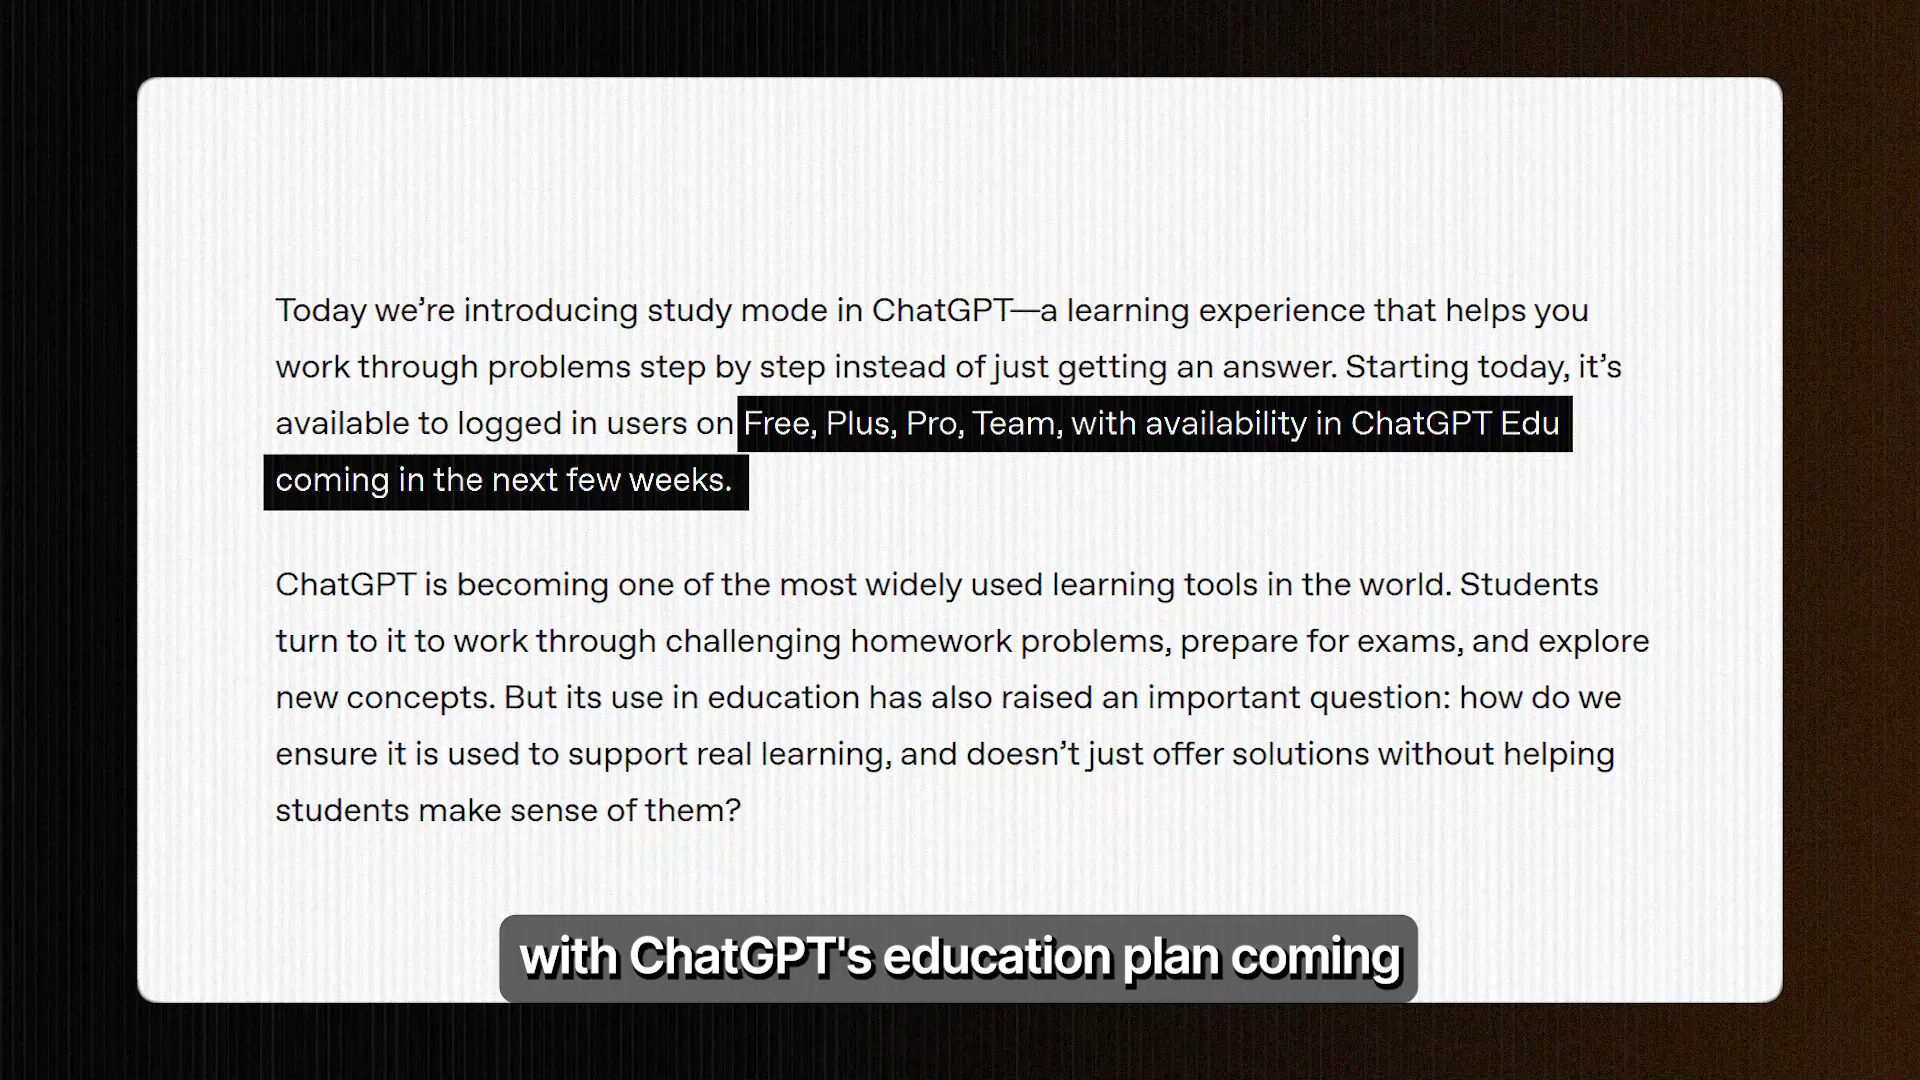 Today we’re introducing study mode in ChatGPT—a learning experience that helps you
work through problems step by step instead of just getting an answer. Starting today, it’s
available to logged in users on Free, Plus, Pro, Team, with availability in ChatGPT Edu
coming in the next few weeks.
ChatGPT is becoming one of the most widely used learning tools in the world. Students
turn to it to work through challenging homework problems, prepare for exams, and explore
new concepts. But its use in education has also raised an important question: how do we
ensure it is used to support real learning, and doesn’t just offer solutions without helping
students make sense of them?
with ChatGPT's education plan coming